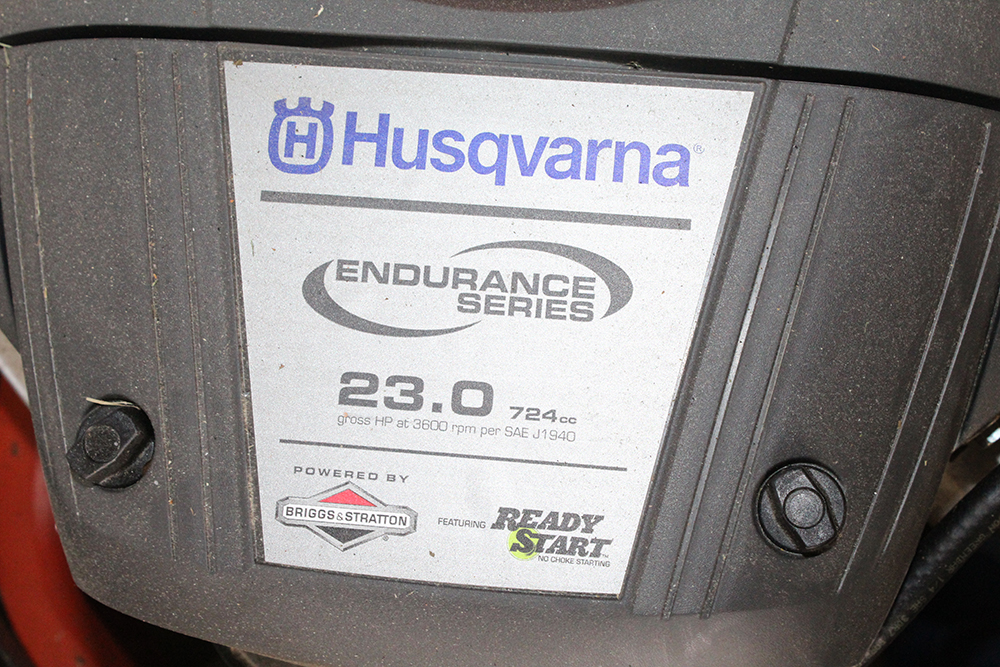 H Husqvarna®
ENDURANCE
SERIES
23.0 724cc
gross HP at 3600 rpm per SAE J1940
POWERED BY
BRIGGS & STRATTON ®
FEATURING READY
START™
NO CHOKE STARTING